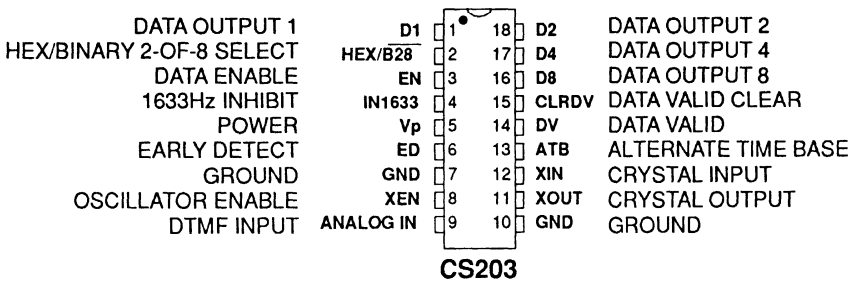 DATA OUTPUT 1 D1 1 18 D2 DATA OUTPUT 2
HEX/BINARY 2-OF-8 SELECT HEX/B28 2 17 D4 DATA OUTPUT 4
DATA ENABLE EN 3 16 D8 DATA OUTPUT 8
1633Hz INHIBIT IN1633 4 15 CLRDV DATA VALID CLEAR
POWER Vp 5 14 DV DATA VALID
EARLY DETECT ED 6 13 ATB ALTERNATE TIME BASE
GROUND GND 7 12 XIN CRYSTAL INPUT
OSCILLATOR ENABLE XEN 8 11 XOUT CRYSTAL OUTPUT
DTMF INPUT ANALOG IN 9 10 GND GROUND
CS203